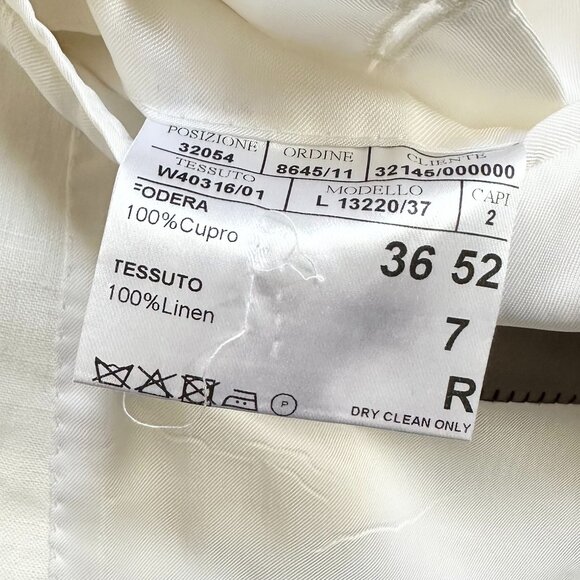 POSIZIONE ORDINE CLIENTE
32054 8645/11 32145/000000
TESSUTO MODELLO CAPI
W40316/01 L 13220/37 2
FODERA
100%Cupro
36 52
TESSUTO
100%Linen
7
R
P
DRY CLEAN ONLY